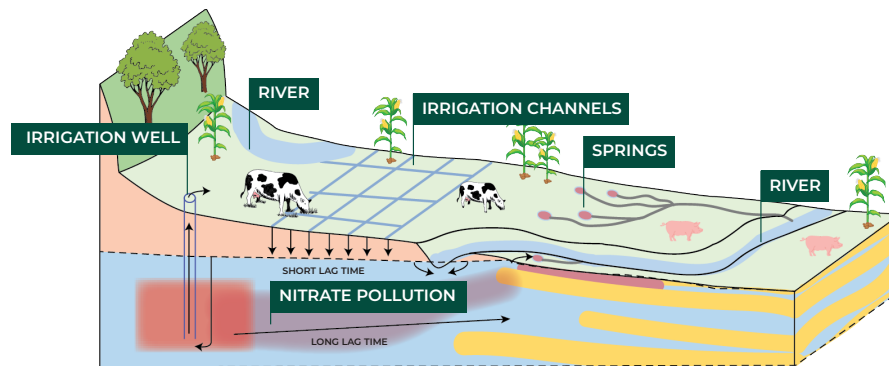 RIVER
IRRIGATION CHANNELS
IRRIGATION WELL
SPRINGS
RIVER
SHORT LAG TIME
NITRATE POLLUTION
LONG LAG TIME